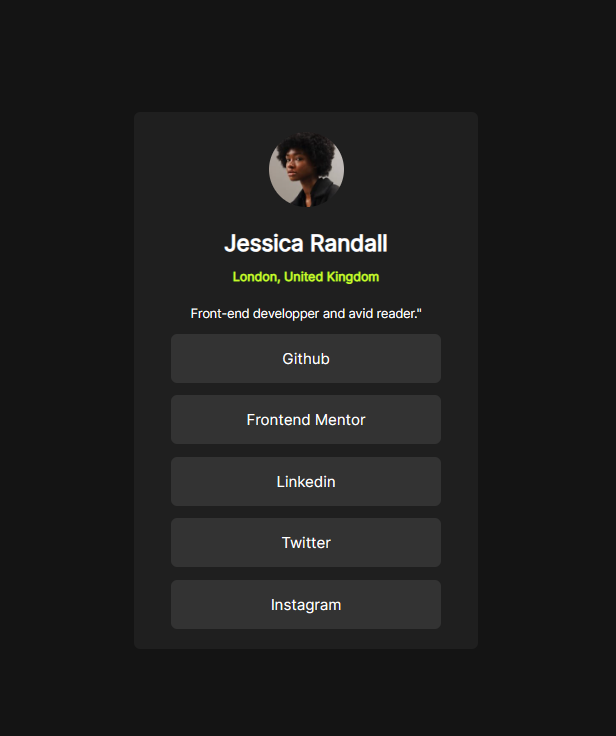 Jessica Randall
London, United Kingdom
Front-end developper and avid reader."
Github
Frontend Mentor
Linkedin
Twitter
Instagram